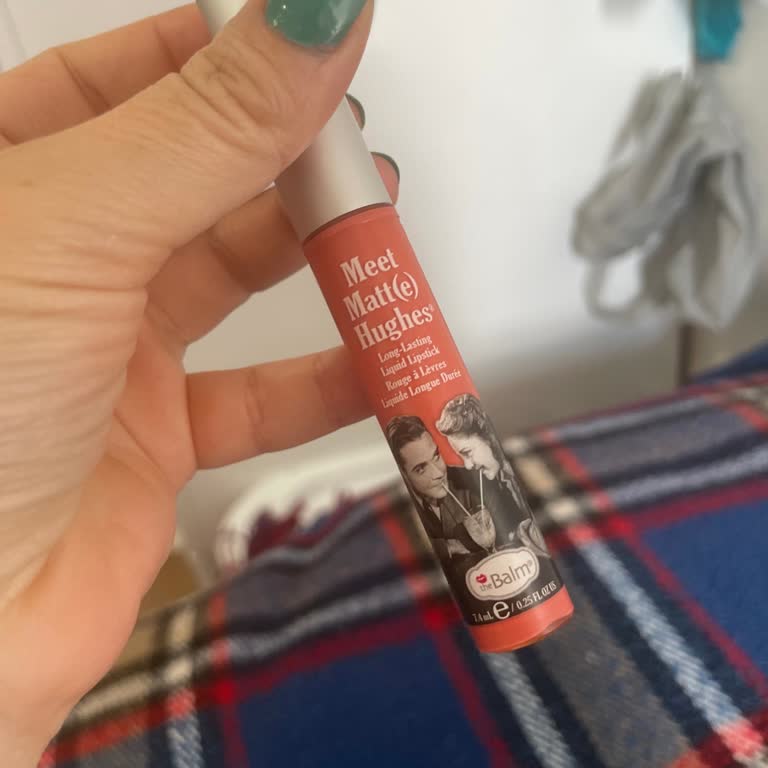 Meet
Matt(e)
Hughes®
Long-Lasting
Liquid Lipstick
Rouge à Lèvres
Liquide Longue Durée
theBalm®
7.4 mL e / 0.25 FL OZ US